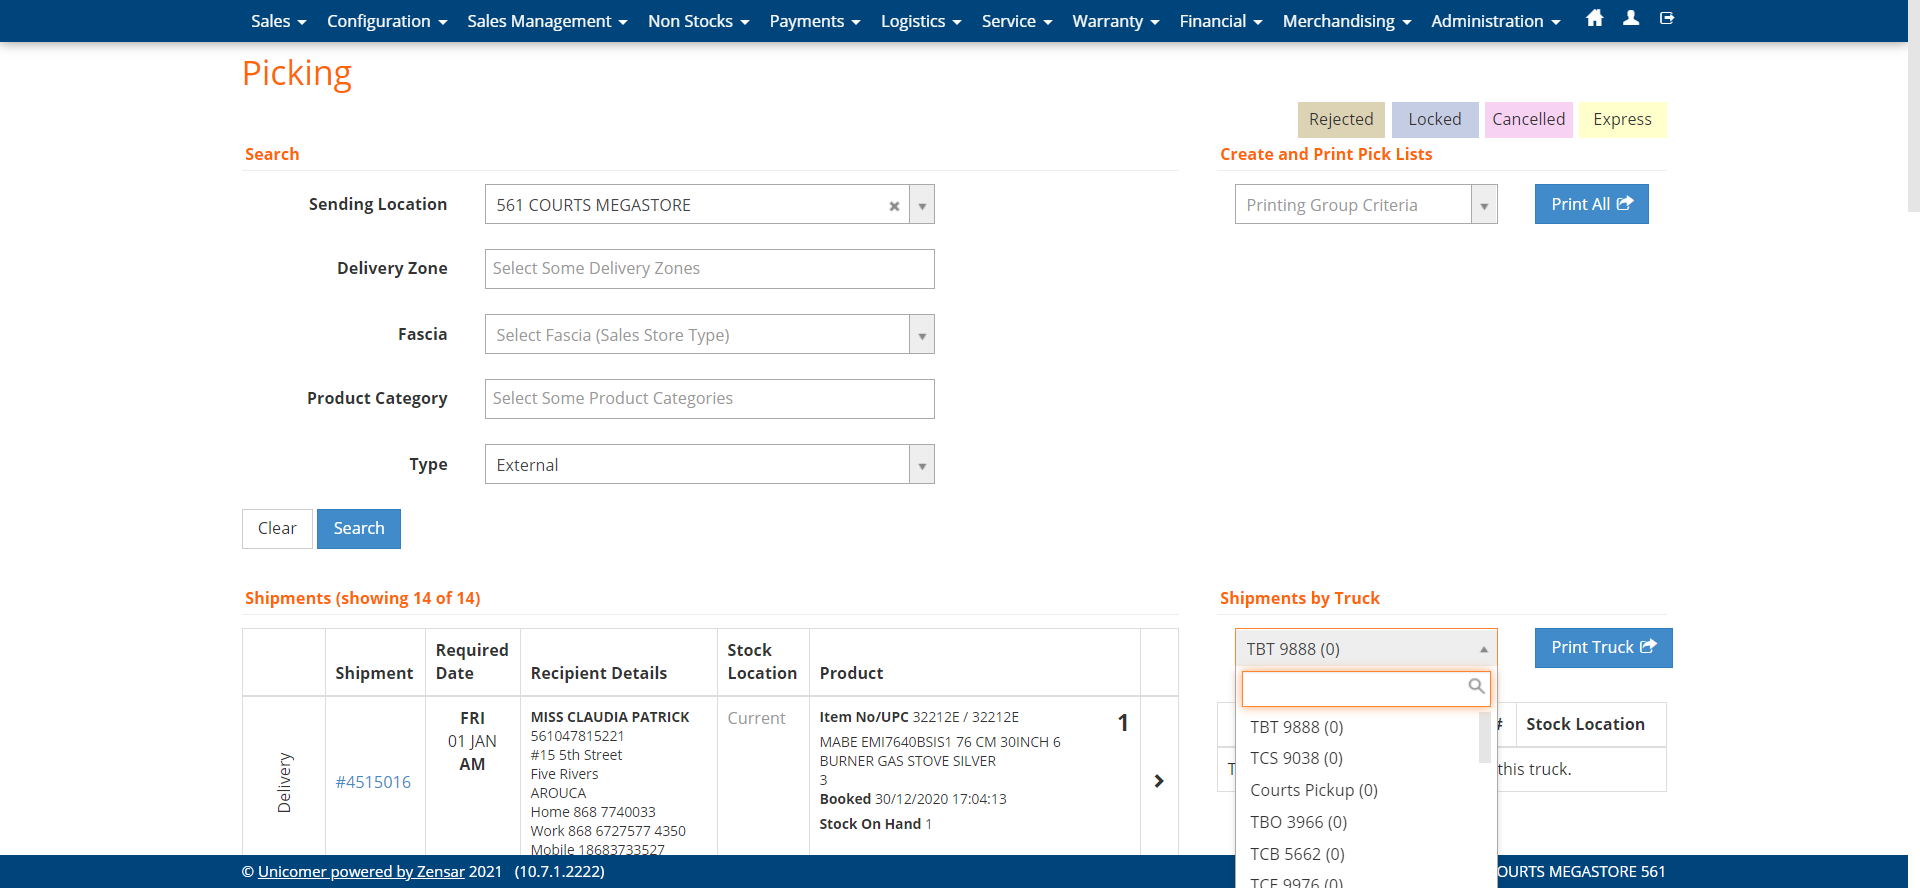 Sales Configuration Sales Management Non Stocks Payments Logistics Service Warranty Financial Merchandising Administration
Picking
Rejected Locked Cancelled Express
Search
Create and Print Pick Lists
Sending Location 561 COURTS MEGASTORE
Printing Group Criteria Print All
Delivery Zone Select Some Delivery Zones
Fascia Select Fascia (Sales Store Type)
Product Category Select Some Product Categories
Type External
Clear Search
Shipments (showing 14 of 14)
Shipment Required Date Recipient Details Stock Location Product
Delivery
#4515016
FRI
01 JAN
AM
MISS CLAUDIA PATRICK
561047815221
#15 5th Street
Five Rivers
AROUCA
Home 868 7740033
Work 868 6727577 4350
Mobile 18683733527
Current
Item No/UPC 32212E / 32212E 1
MABE EMI7640BSIS1 76 CM 30INCH 6
BURNER GAS STOVE SILVER
3
Booked 30/12/2020 17:04:13
Stock On Hand 1
Shipments by Truck
TBT 9888 (0) Print Truck
TBT 9888 (0)
TCS 9038 (0)
Courts Pickup (0)
TBO 3966 (0)
TCB 5662 (0)
# Stock Location
this truck.
© Unicomer powered by Zensar 2021 (10.7.1.2222)
MEGASTORE 561